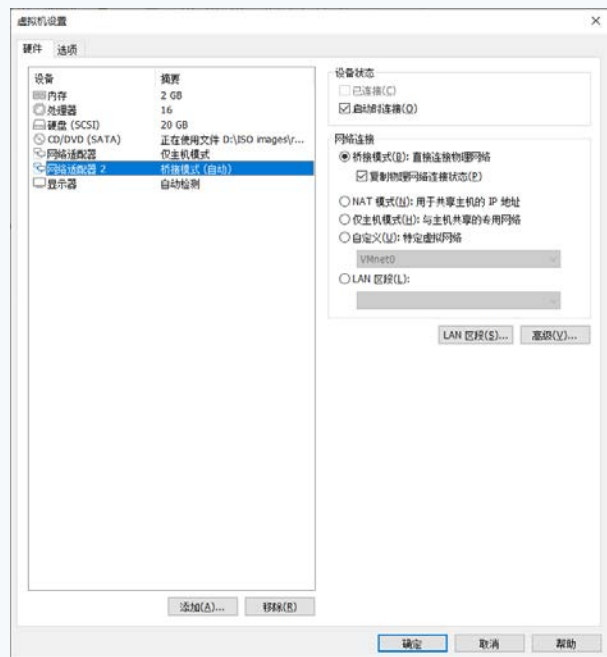 虚拟机设置
硬件 选项
设备 摘要
内存 2 GB
处理器 16
硬盘 (SCSI) 20 GB
CD/DVD (SATA) 正在使用文件 D:\ISO images\r...
网络适配器 仅主机模式
网络适配器 2 桥接模式 (自动)
显示器 自动检测
添加(A)... 移除(R)
设备状态
已连接(C)
启动时连接(O)
网络连接
桥接模式(B): 直接连接物理网络
复制物理网络连接状态(P)
NAT 模式(N): 用于共享主机的 IP 地址
仅主机模式(H): 与主机共享的专用网络
自定义(U): 特定虚拟网络
VMnet0
LAN 区段(L):
LAN 区段(S)... 高级(V)...
确定 取消 帮助